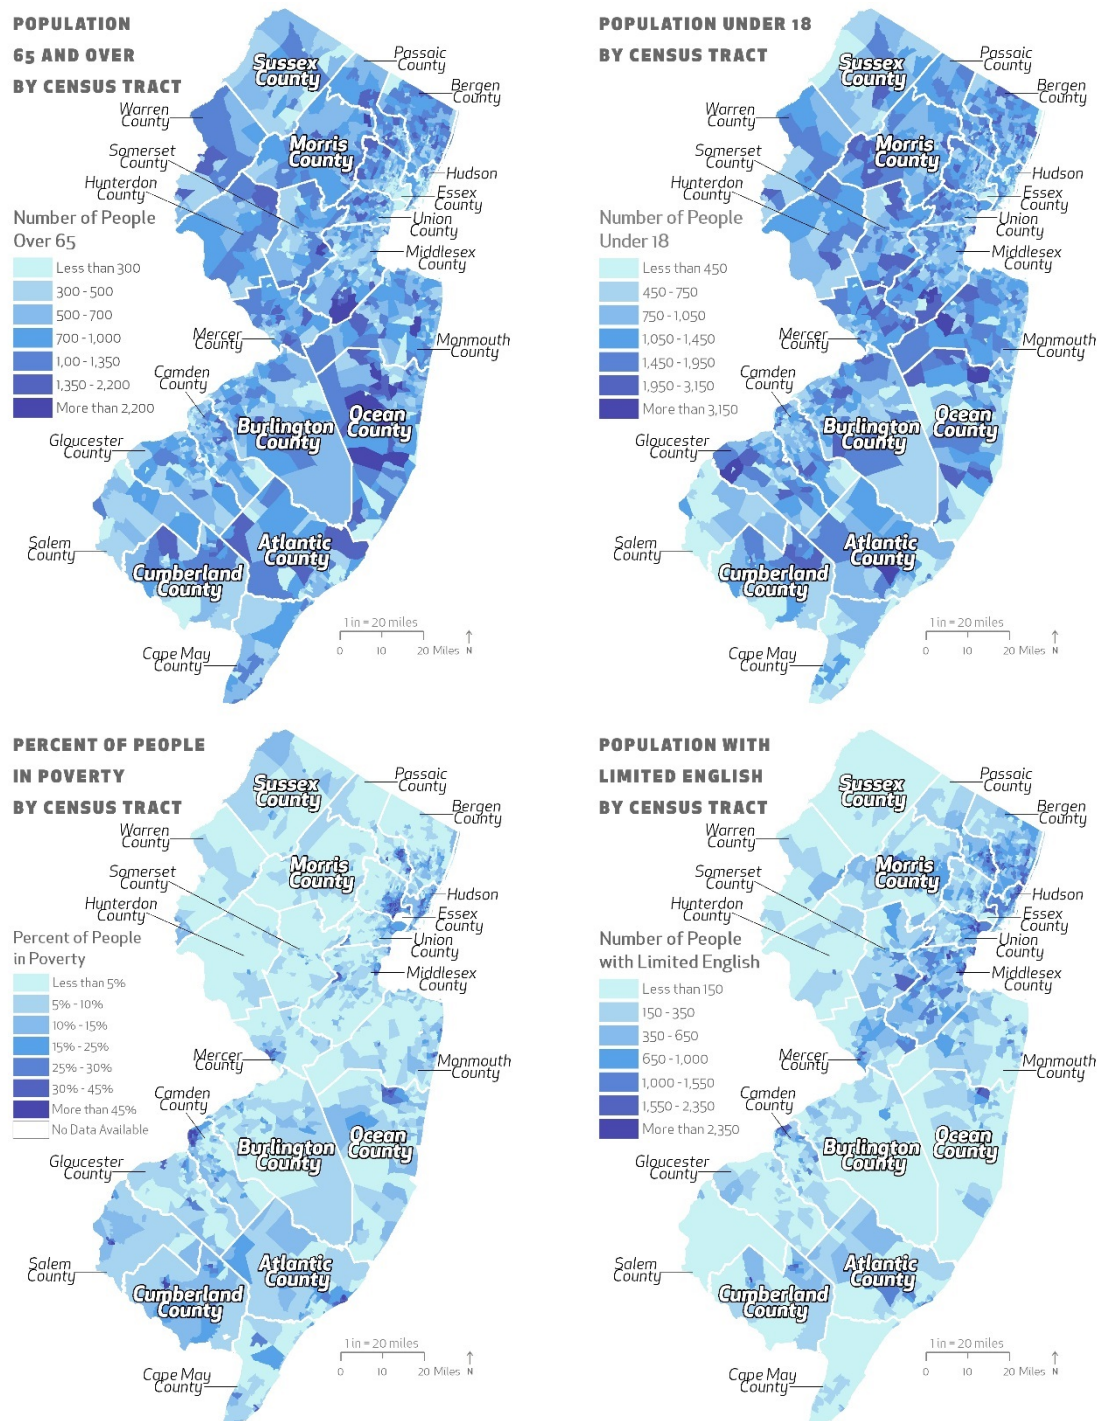 POPULATION
65 AND OVER
BY CENSUS TRACT
Sussex
County
Passaic
County
Bergen
County
Warren
County
Morris
County
Somerset
County
Hunterdon
County
Hudson
Essex
County
Union
County
Middlesex
County
Number of People
Over 65
Less than 300
300 - 500
500 - 700
700 - 1,000
1,00 - 1,350
1,350 - 2,200
More than 2,200
Mercer
County
Monmouth
County
Camden
County
Ocean
County
Burlington
County
Gloucester
County
Salem
County
Atlantic
County
Cumberland
County
Cape May
County
1 in = 20 miles
0 10 20 Miles N
POPULATION UNDER 18
BY CENSUS TRACT
Sussex
County
Passaic
County
Bergen
County
Warren
County
Morris
County
Somerset
County
Hunterdon
County
Hudson
Essex
County
Union
County
Middlesex
County
Number of People
Under 18
Less than 450
450 - 750
750 - 1,050
1,050 - 1,450
1,450 - 1,950
1,950 - 3,150
More than 3,150
Mercer
County
Monmouth
County
Camden
County
Ocean
County
Burlington
County
Gloucester
County
Salem
County
Atlantic
County
Cumberland
County
Cape May
County
1 in = 20 miles
0 10 20 Miles N
PERCENT OF PEOPLE
IN POVERTY
BY CENSUS TRACT
Sussex
County
Passaic
County
Bergen
County
Warren
County
Morris
County
Somerset
County
Hunterdon
County
Hudson
Essex
County
Union
County
Middlesex
County
Percent of People
in Poverty
Less than 5%
5% - 10%
10% - 15%
15% - 25%
25% - 30%
30% - 45%
More than 45%
No Data Available
Mercer
County
Monmouth
County
Camden
County
Ocean
County
Burlington
County
Gloucester
County
Salem
County
Atlantic
County
Cumberland
County
Cape May
County
1 in = 20 miles
0 10 20 Miles N
POPULATION WITH
LIMITED ENGLISH
BY CENSUS TRACT
Sussex
County
Passaic
County
Bergen
County
Warren
County
Morris
County
Somerset
County
Hunterdon
County
Hudson
Essex
County
Union
County
Middlesex
County
Number of People
with Limited English
Less than 150
150 - 350
350 - 650
650 - 1,000
1,000 - 1,550
1,550 - 2,350
More than 2,350
Mercer
County
Monmouth
County
Camden
County
Ocean
County
Burlington
County
Gloucester
County
Salem
County
Atlantic
County
Cumberland
County
Cape May
County
1 in = 20 miles
0 10 20 Miles N